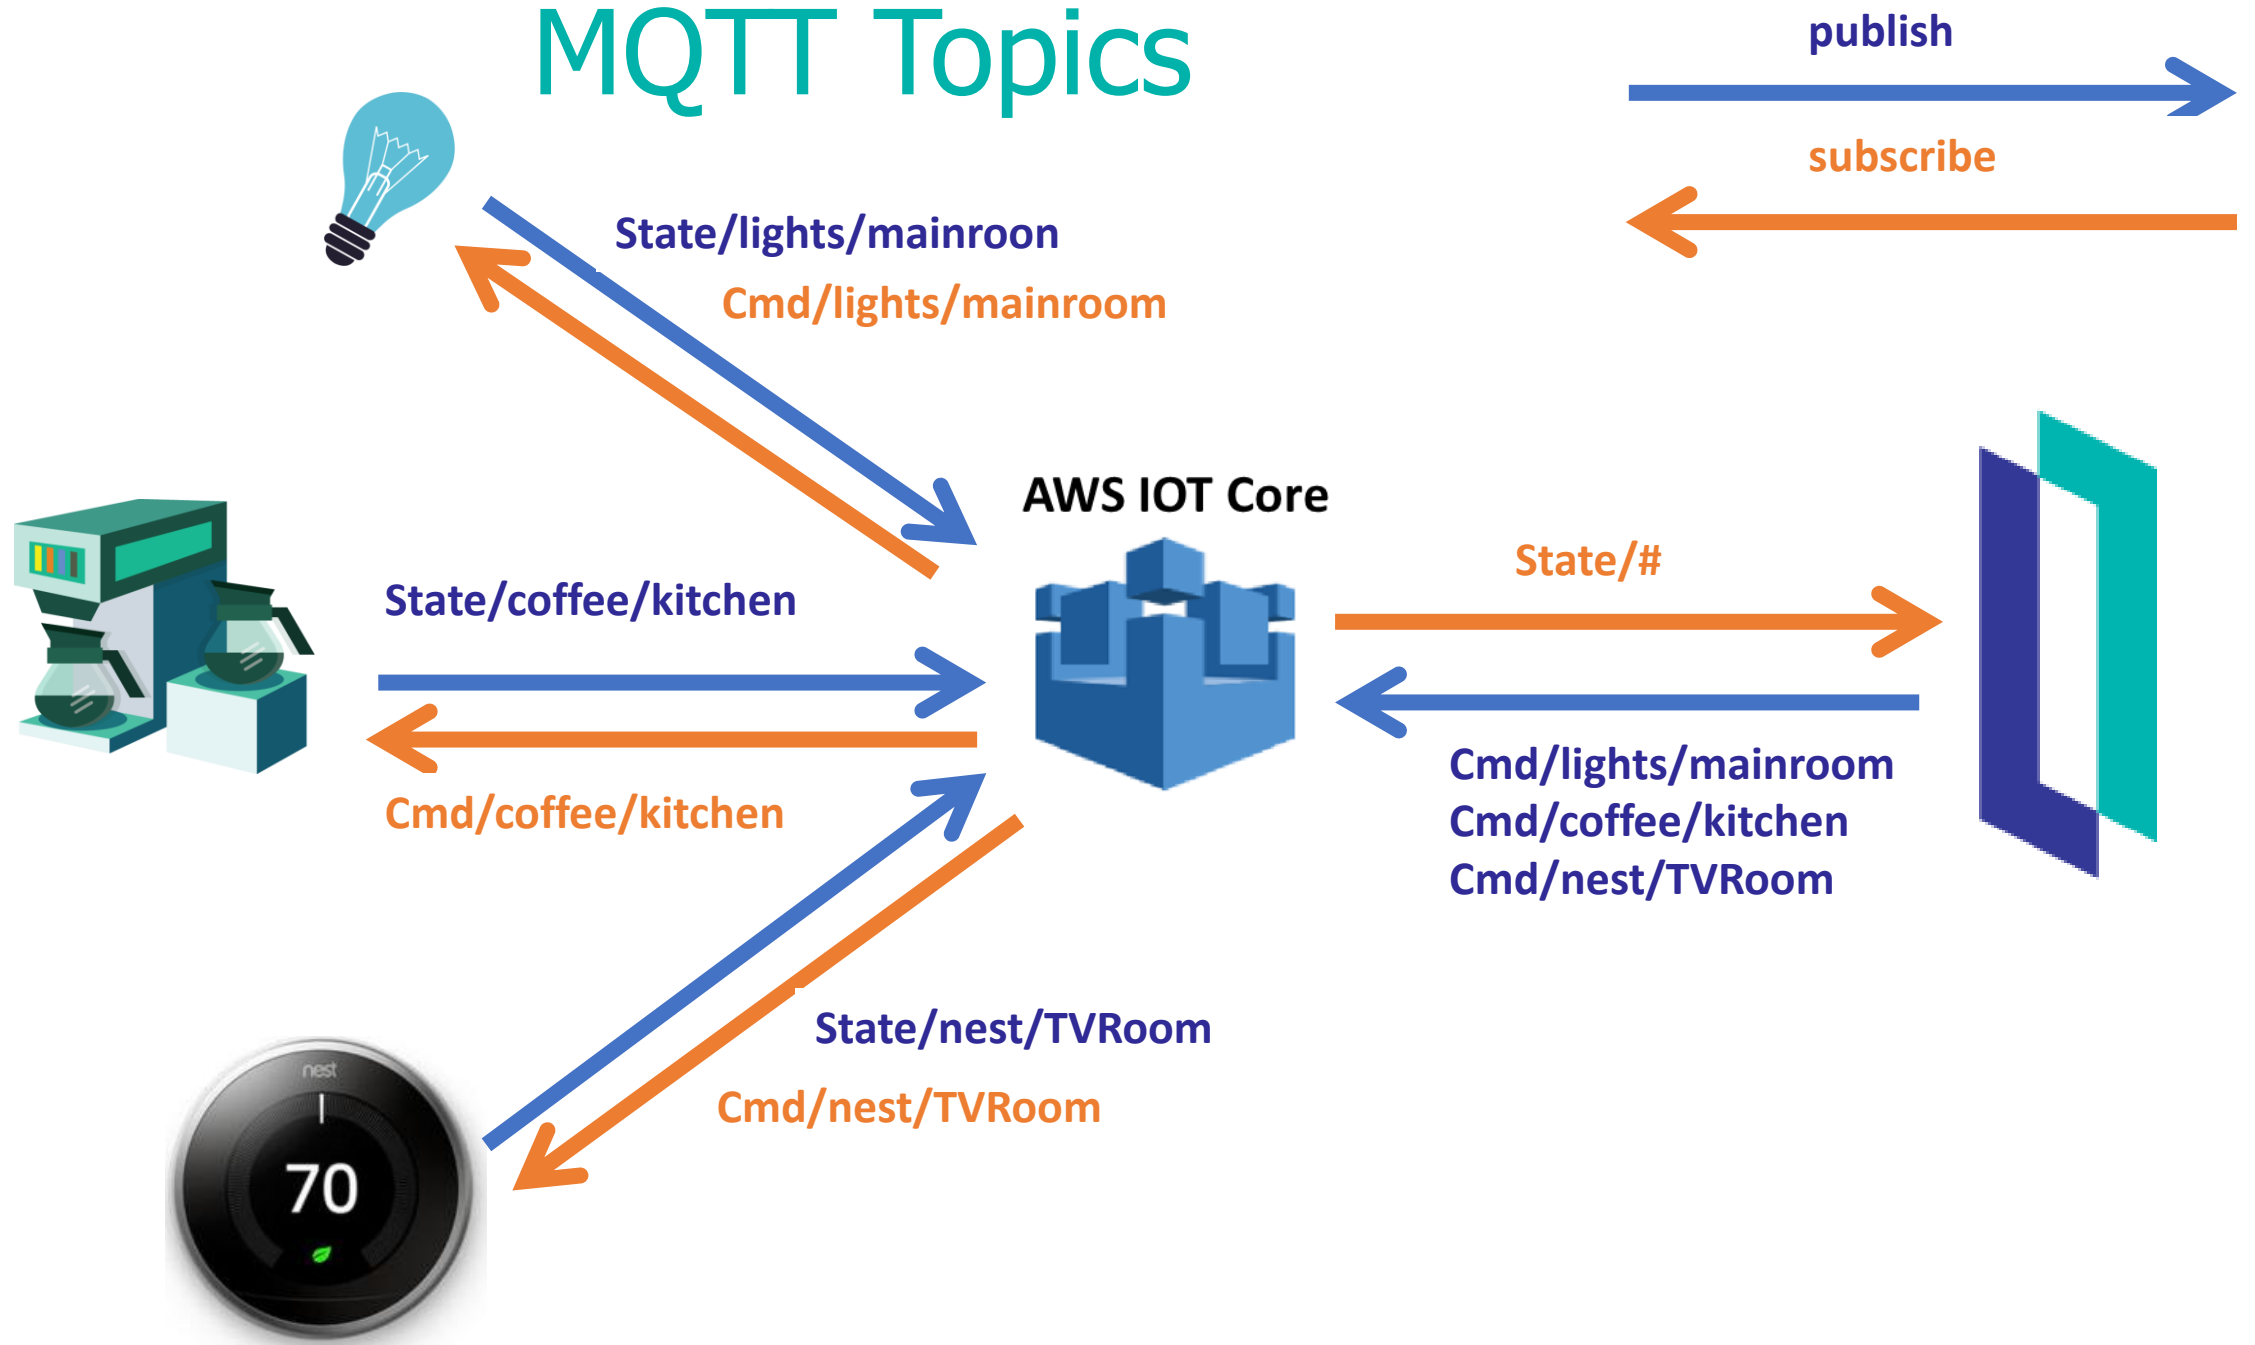 MQTT Topics
publish
subscribe
State/lights/mainroon
Cmd/lights/mainroom
AWS IOT Core
State/#
State/coffee/kitchen
Cmd/coffee/kitchen
Cmd/lights/mainroom
Cmd/coffee/kitchen
Cmd/nest/TVRoom
State/nest/TVRoom
Cmd/nest/TVRoom
nest
70